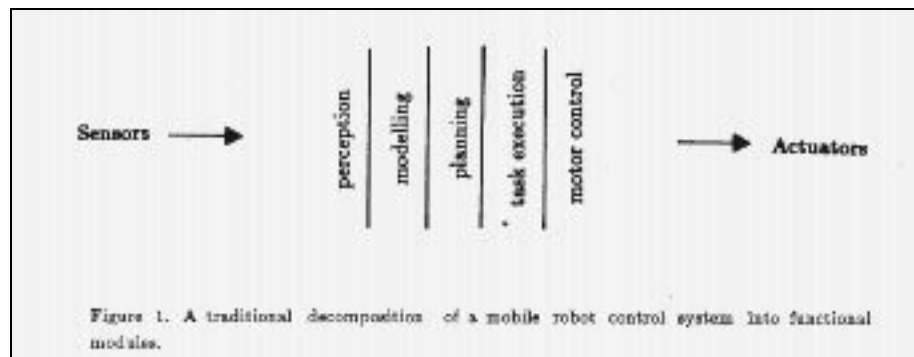 Sensors
perception
modelling
planning
task execution
motor control
Actuators
Figure 1. A traditional decomposition of a mobile robot control system into functional
modules.